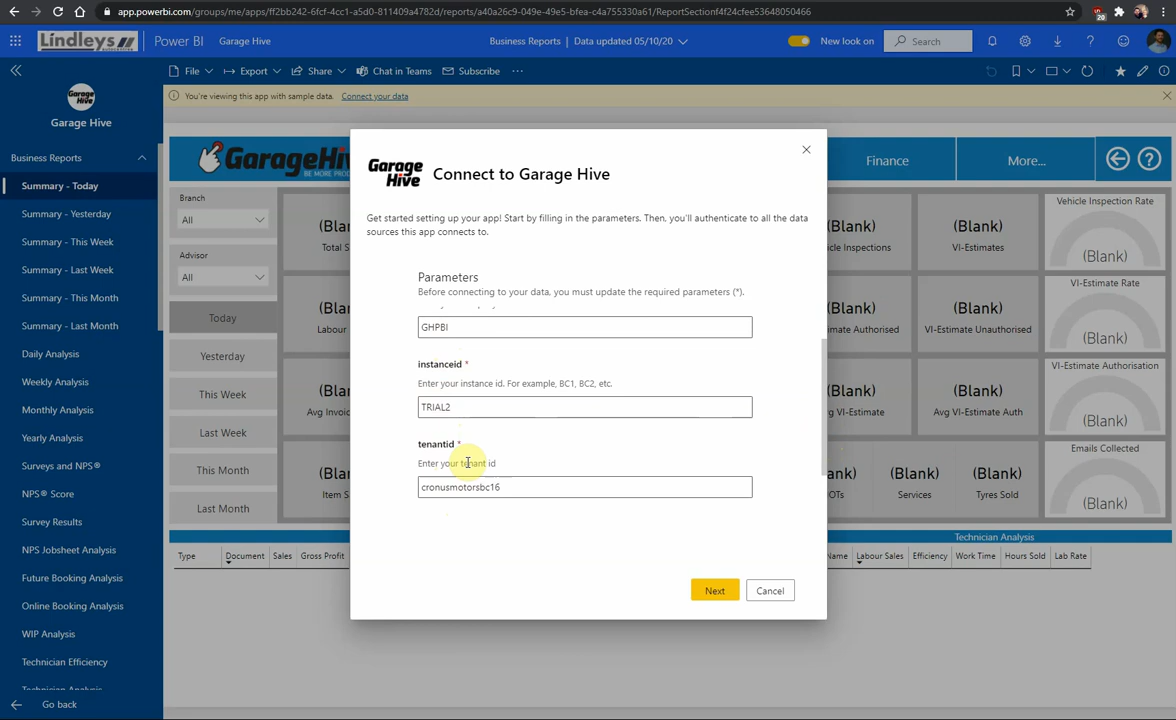 app.powerbi.com/groups/me/apps/ff2bb242-6fcf-4cc1-a5d0-811409a4782d/reports/a40a26c9-049e-49e5-bfea-c4a755330a61/ReportSectionf4f24cfee53564050466
20
Lindleys
Power BI
Garage Hive
Business Reports | Data updated 05/10/20
New look on
Search
File
Export
Share
Chat in Teams
Subscribe
You're viewing this app with sample data. Connect your data
Garage Hive
Business Reports
Summary - Today
Summary - Yesterday
Summary - This Week
Summary - Last Week
Summary - This Month
Summary - Last Month
Daily Analysis
Weekly Analysis
Monthly Analysis
Yearly Analysis
Surveys and NPS®
NPS® Score
Survey Results
NPS Jobsheet Analysis
Future Booking Analysis
Online Booking Analysis
WIP Analysis
Technician Efficiency
Go back
Finance
More...
Branch
All
Advisor
All
Today
Yesterday
This Week
Last Week
This Month
Last Month
Garage Hive
Connect to Garage Hive
Get started setting up your app! Start by filling in the parameters. Then, you'll authenticate to all the data
sources this app connects to.
Parameters
Before connecting to your data, you must update the required parameters (*).
GHPBI
instanceid *
Enter your instance id. For example, BC1, BC2, etc.
TRIAL2
tenantid *
Enter your tenant id
cronusmotorsbc16
Next
Cancel
(Blank)
VI-Estimates
(Blank)
VI-Estimate Unauthorised
(Blank)
Avg VI-Estimate Auth
Services
Tyres Sold
Vehicle Inspection Rate
(Blank)
VI-Estimate Rate
(Blank)
VI-Estimate Authorisation
(Blank)
Emails Collected
(Blank)
Type
Document
Sales
Gross Profit
Technician Analysis
Name
Labour Sales
Efficiency
Work Time
Hours Sold
Lab Rate